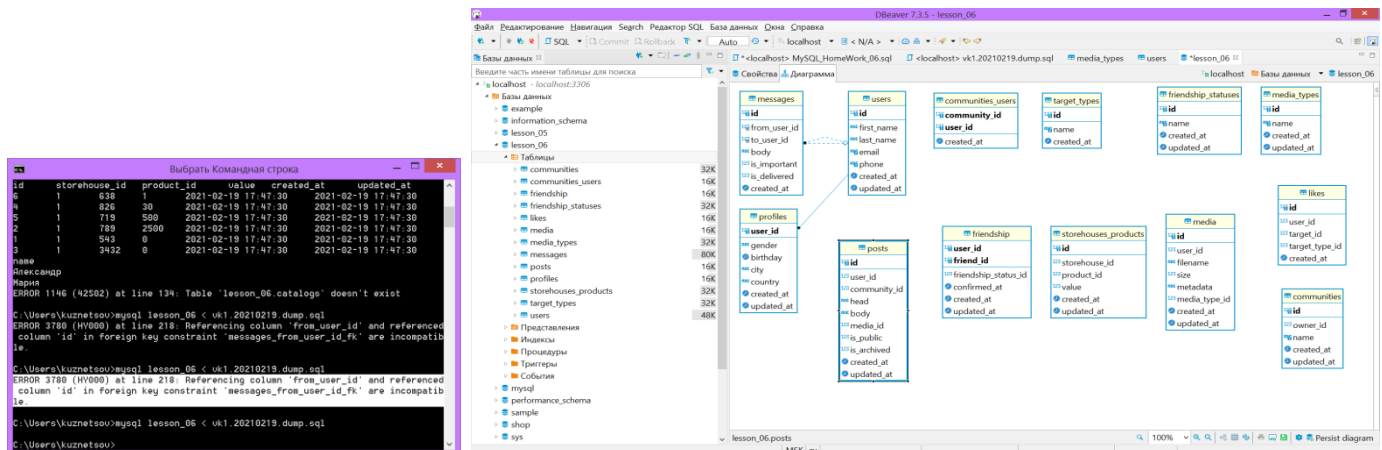 Выбрать Командная строка
id storehouse_id product_id value created_at updated_at
6 1 638 1 2021-02-19 17:47:30 2021-02-19 17:47:30
4 1 826 30 2021-02-19 17:47:30 2021-02-19 17:47:30
5 1 719 500 2021-02-19 17:47:30 2021-02-19 17:47:30
2 1 789 2500 2021-02-19 17:47:30 2021-02-19 17:47:30
1 1 543 0 2021-02-19 17:47:30 2021-02-19 17:47:30
3 1 3432 0 2021-02-19 17:47:30 2021-02-19 17:47:30
name
Александр
Мария
ERROR 1146 (42S02) at line 134: Table 'lesson_06.catalogs' doesn't exist
C:\Users\kuznetsov>mysql lesson_06 < vk1.20210219.dump.sql
ERROR 3780 (HY000) at line 218: Referencing column 'from_user_id' and referenced
column 'id' in foreign key constraint 'messages_from_user_id_fk' are incompatib
le.
C:\Users\kuznetsov>mysql lesson_06 < vk1.20210219.dump.sql
ERROR 3780 (HY000) at line 218: Referencing column 'from_user_id' and referenced
column 'id' in foreign key constraint 'messages_from_user_id_fk' are incompatib
le.
C:\Users\kuznetsov>mysql lesson_06 < vk1.20210219.dump.sql
C:\Users\kuznetsov>
DBeaver 7.3.5 - lesson_06
Файл Редактирование Навигация Search Редактор SQL База данных Окна Справка
SQL Commit Rollback Auto localhost < N/A >
Базы данных
*<localhost> MySQL_HomeWork_06.sql <localhost> vk1.20210219.dump.sql media_types users *lesson_06
Введите часть имени таблицы для поиска
Свойства Диаграмма
localhost Базы данных lesson_06
localhost - localhost:3306
Базы данных
example
information_schema
lesson_05
lesson_06
Таблицы
communities 32K
communities_users 16K
friendship 16K
friendship_statuses 32K
likes 16K
media 16K
media_types 32K
messages 80K
posts 16K
profiles 16K
storehouses_products 32K
target_types 32K
users 48K
Представления
Индексы
Процедуры
Триггеры
События
mysql
performance_schema
sample
shop
sys
messages
id
from_user_id
to_user_id
body
is_important
is_delivered
created_at
users
id
first_name
last_name
email
phone
created_at
updated_at
communities_users
community_id
user_id
created_at
target_types
id
name
created_at
friendship_statuses
id
name
created_at
updated_at
media_types
id
name
created_at
updated_at
profiles
user_id
gender
birthday
city
country
created_at
updated_at
posts
id
user_id
community_id
head
body
media_id
is_public
is_archived
created_at
updated_at
friendship
user_id
friend_id
friendship_status_id
confirmed_at
created_at
updated_at
storehouses_products
id
storehouse_id
product_id
value
created_at
updated_at
media
id
user_id
filename
size
metadata
media_type_id
created_at
updated_at
likes
id
user_id
target_id
target_type_id
created_at
communities
id
owner_id
name
created_at
updated_at
lesson_06.posts
100%
Persist diagram